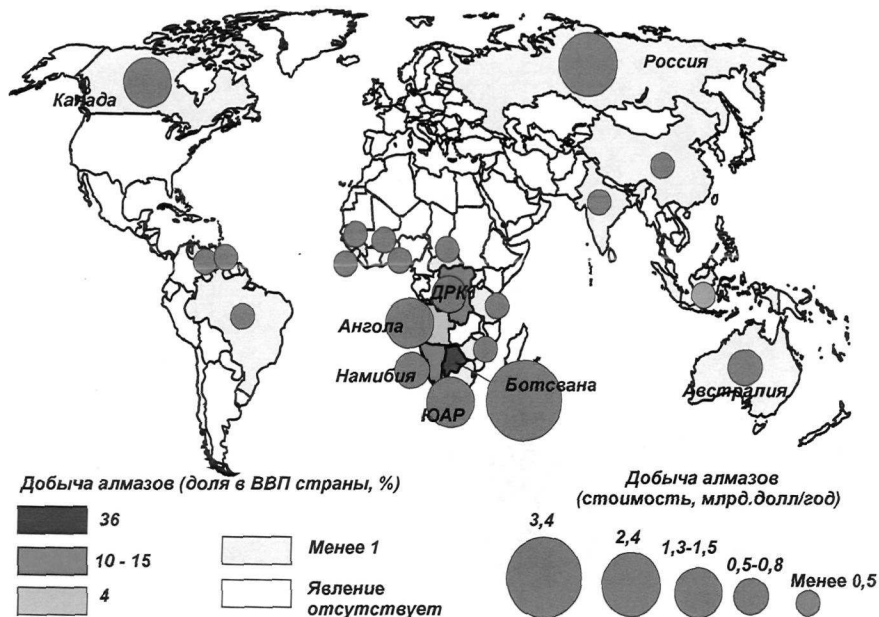 Канада
Россия
ДРК
Ангола
Намибия
Ботсвана
ЮАР
Австралия
Добыча алмазов (доля в ВВП страны, %)
36
10 - 15
4
Менее 1
Явление
отсутствует
Добыча алмазов
(стоимость, млрд.долл/год)
3,4
2,4
1,3-1,5
0,5-0,8
Менее 0,5